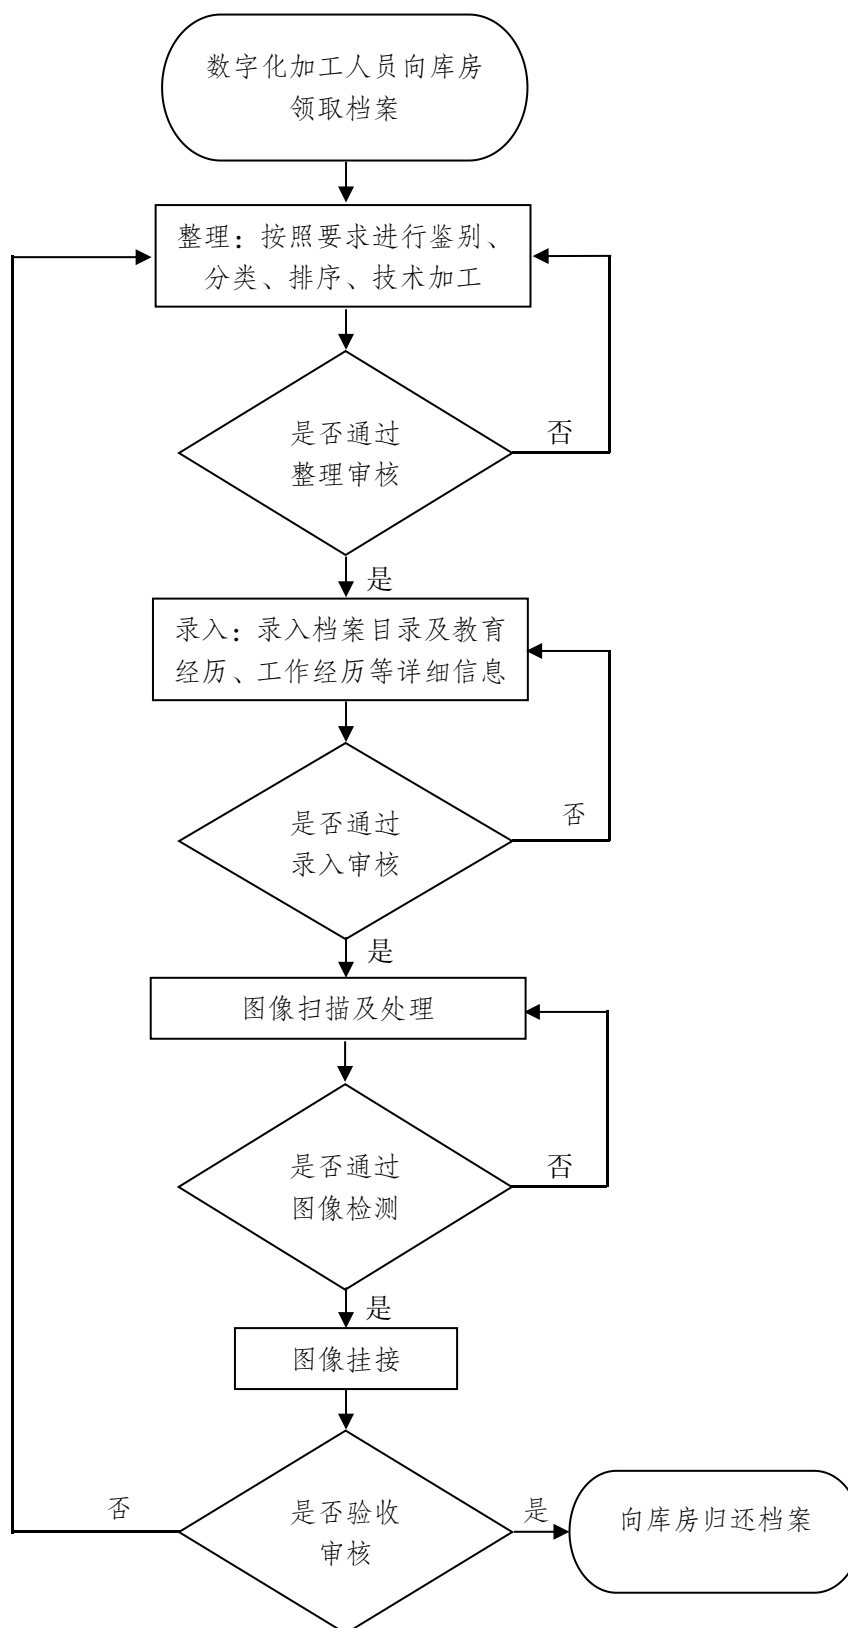 数字化加工人员向库房
领取档案
整理：按照要求进行鉴别、
分类、排序、技术加工
是否通过
整理审核
否
是
录入：录入档案目录及教育
经历、工作经历等详细信息
是否通过
录入审核
否
是
图像扫描及处理
是否通过
图像检测
否
是
图像挂接
否
是否验收
审核
是
向库房归还档案